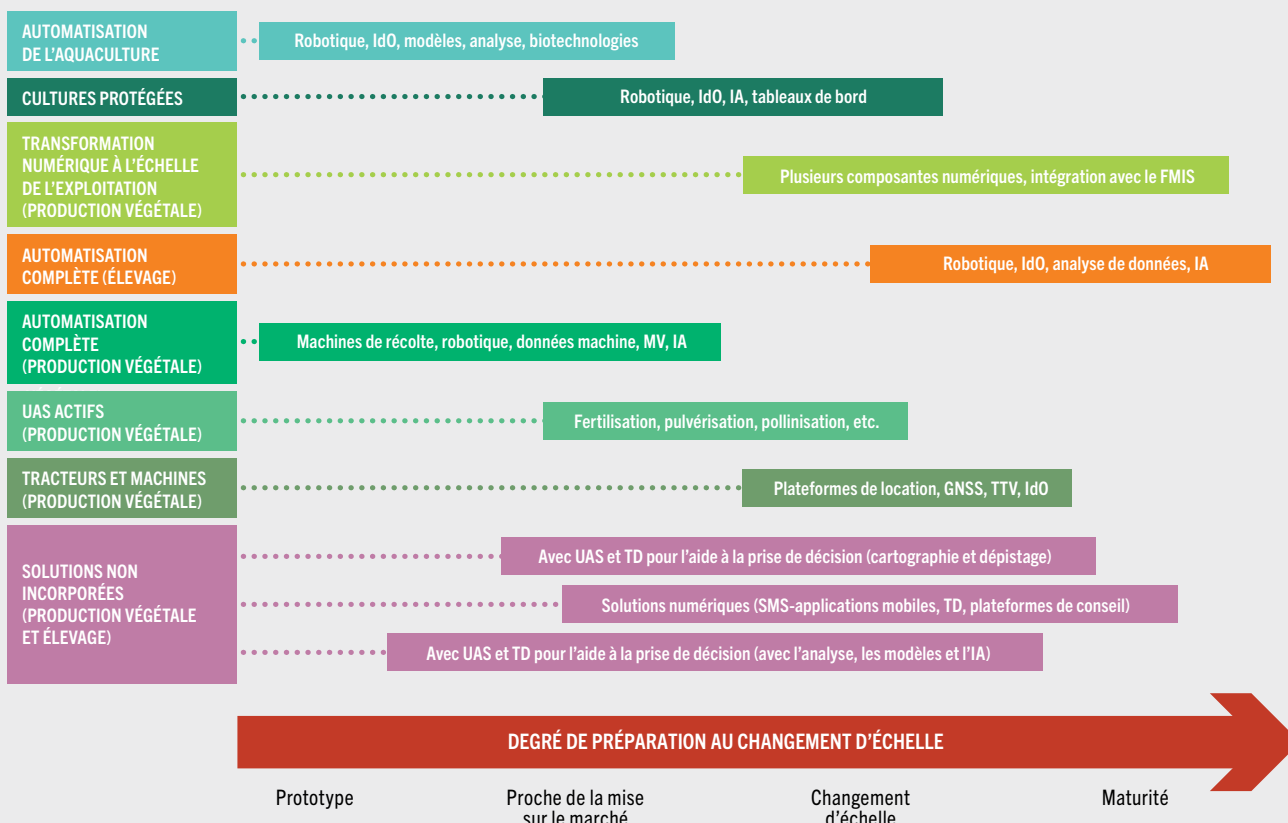 AUTOMATISATION
DE L'AQUACULTURE
Robotique, IdO, modèles, analyse, biotechnologies
CULTURES PROTÉGÉES
Robotique, IdO, IA, tableaux de bord
TRANSFORMATION
NUMÉRIQUE À L'ÉCHELLE
DE L'EXPLOITATION
(PRODUCTION VÉGÉTALE)
Plusieurs composantes numériques, intégration avec le FMIS
AUTOMATISATION
COMPLÈTE (ÉLEVAGE)
Robotique, IdO, analyse de données, IA
AUTOMATISATION
COMPLÈTE
(PRODUCTION VÉGÉTALE)
Machines de récolte, robotique, données machine, MV, IA
UAS ACTIFS
(PRODUCTION VÉGÉTALE)
Fertilisation, pulvérisation, pollinisation, etc.
TRACTEURS ET MACHINES
(PRODUCTION VÉGÉTALE)
Plateformes de location, GNSS, TTV, IdO
SOLUTIONS NON
INCORPORÉES
(PRODUCTION VÉGÉTALE
ET ÉLEVAGE)
Avec UAS et TD pour l'aide à la prise de décision (cartographie et dépistage)
Solutions numériques (SMS-applications mobiles, TD, plateformes de conseil)
Avec UAS et TD pour l'aide à la prise de décision (avec l'analyse, les modèles et l'IA)
DEGRÉ DE PRÉPARATION AU CHANGEMENT D'ÉCHELLE
Prototype
Proche de la mise
sur le marché
Changement
d'échelle
Maturité